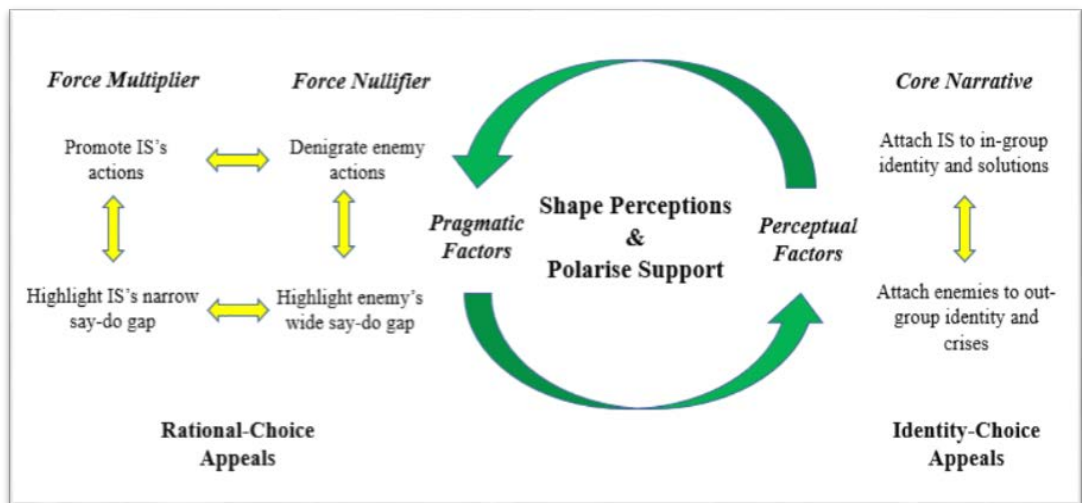 Force Multiplier
Force Nullifier
Core Narrative
Promote IS's
actions
Denigrate enemy
actions
Attach IS to in-group
identity and solutions
Pragmatic
Factors
Shape Perceptions
&
Polarise Support
Perceptual
Factors
Highlight IS's narrow
say-do gap
Highlight enemy's
wide say-do gap
Attach enemies to out-
group identity and
crises
Rational-Choice
Appeals
Identity-Choice
Appeals